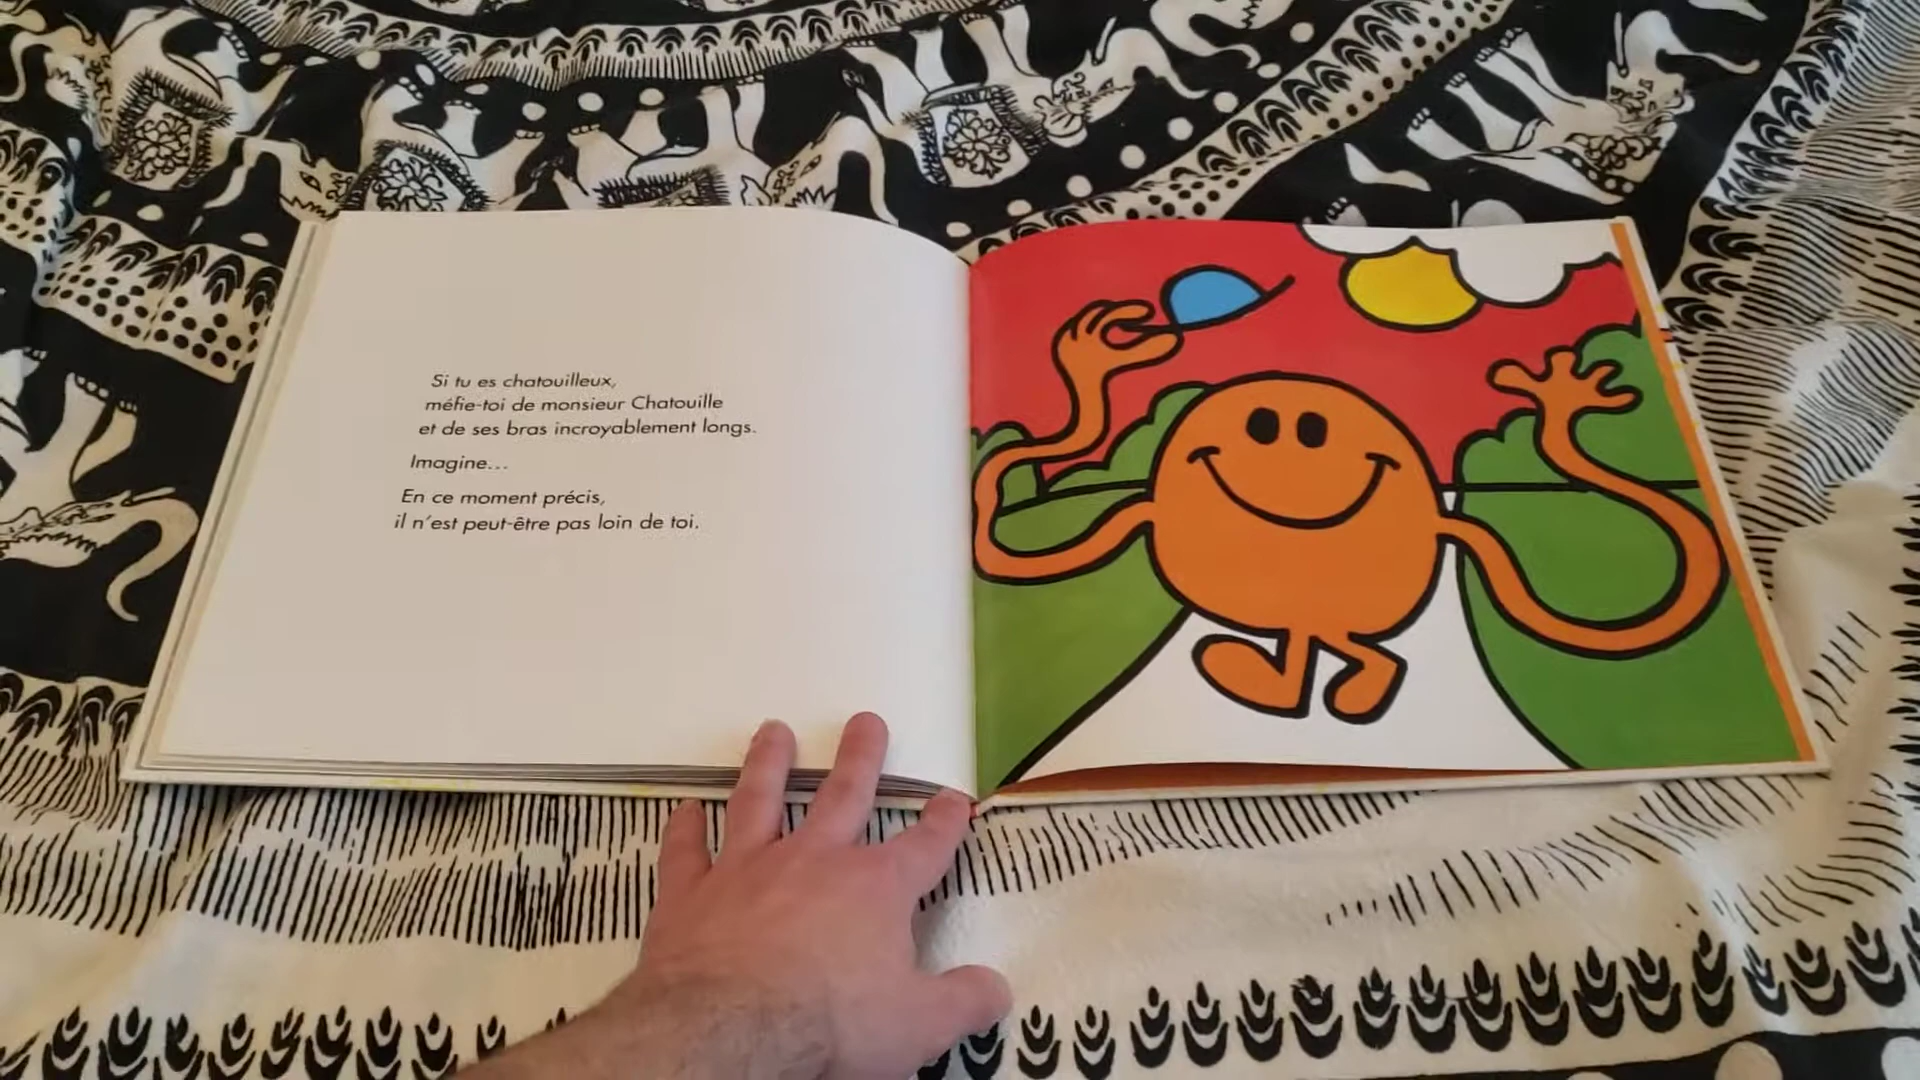 Si tu es chatouilleux,
méfie-toi de monsieur Chatouille
et de ses bras incroyablement longs.
Imagine...
En ce moment précis,
il n'est peut-être pas loin de toi.